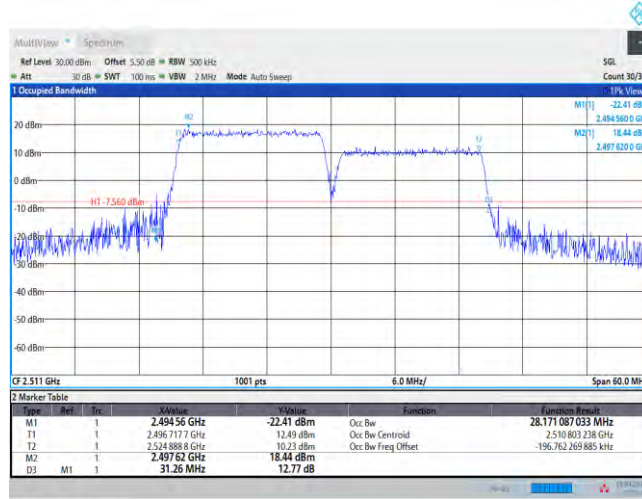 MultiView Spectrum
Ref Level 30.00 dBm Offset 5.50 dB RBW 500 kHz SGL
Att 30 dB SWT 100 ms VBW 2 MHz Mode Auto Sweep Count 30/3
1 Occupied Bandwidth 1Pk View
M1[1] -22.41 dB
2.494 560 0 G
M2[1] 18.44 dB
2.497 620 0 G
M2
20 dBm
10 dBm
0 dBm
H1 -7.560 dBm
-10 dBm
-20 dBm
-30 dBm
-40 dBm
-50 dBm
-60 dBm
CF 2.511 GHz 1001 pts 6.0 MHz/ Span 60.0 MH
2 Marker Table
Type Ref Trc X-Value Y-Value Function Function Result
M1 1 2.494 56 GHz -22.41 dBm Occ Bw 28.171 087 033 MHz
T1 1 2.496 717 7 GHz 12.49 dBm Occ Bw Centroid 2.510 803 238 GHz
T2 1 2.524 888 8 GHz 10.23 dBm Occ Bw Freq Offset -196.762 269 885 kHz
M2 1 2.497 62 GHz 18.44 dBm
D3 M1 1 31.26 MHz 12.77 dB